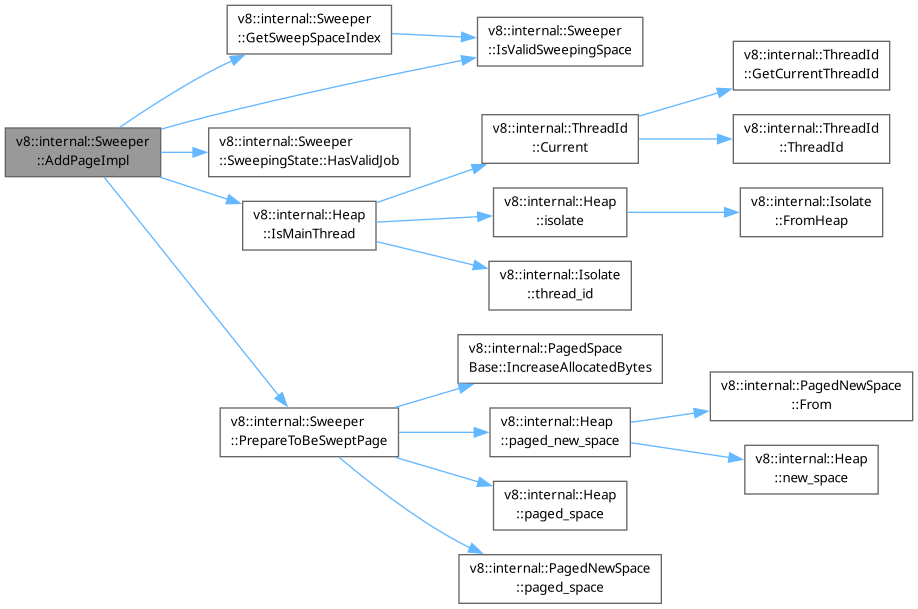 v8::internal::Sweeper
::AddPageImpl
v8::internal::Sweeper
::GetSweepSpaceIndex
v8::internal::Sweeper
::IsValidSweepingSpace
v8::internal::Sweeper
::SweepingState::HasValidJob
v8::internal::Heap
::IsMainThread
v8::internal::ThreadId
::Current
v8::internal::ThreadId
::GetCurrentThreadId
v8::internal::ThreadId
::ThreadId
v8::internal::Heap
::isolate
v8::internal::Isolate
::FromHeap
v8::internal::Isolate
::thread_id
v8::internal::Sweeper
::PrepareToBeSweptPage
v8::internal::PagedSpace
Base::IncreaseAllocatedBytes
v8::internal::Heap
::paged_new_space
v8::internal::PagedNewSpace
::From
v8::internal::Heap
::new_space
v8::internal::Heap
::paged_space
v8::internal::PagedNewSpace
::paged_space